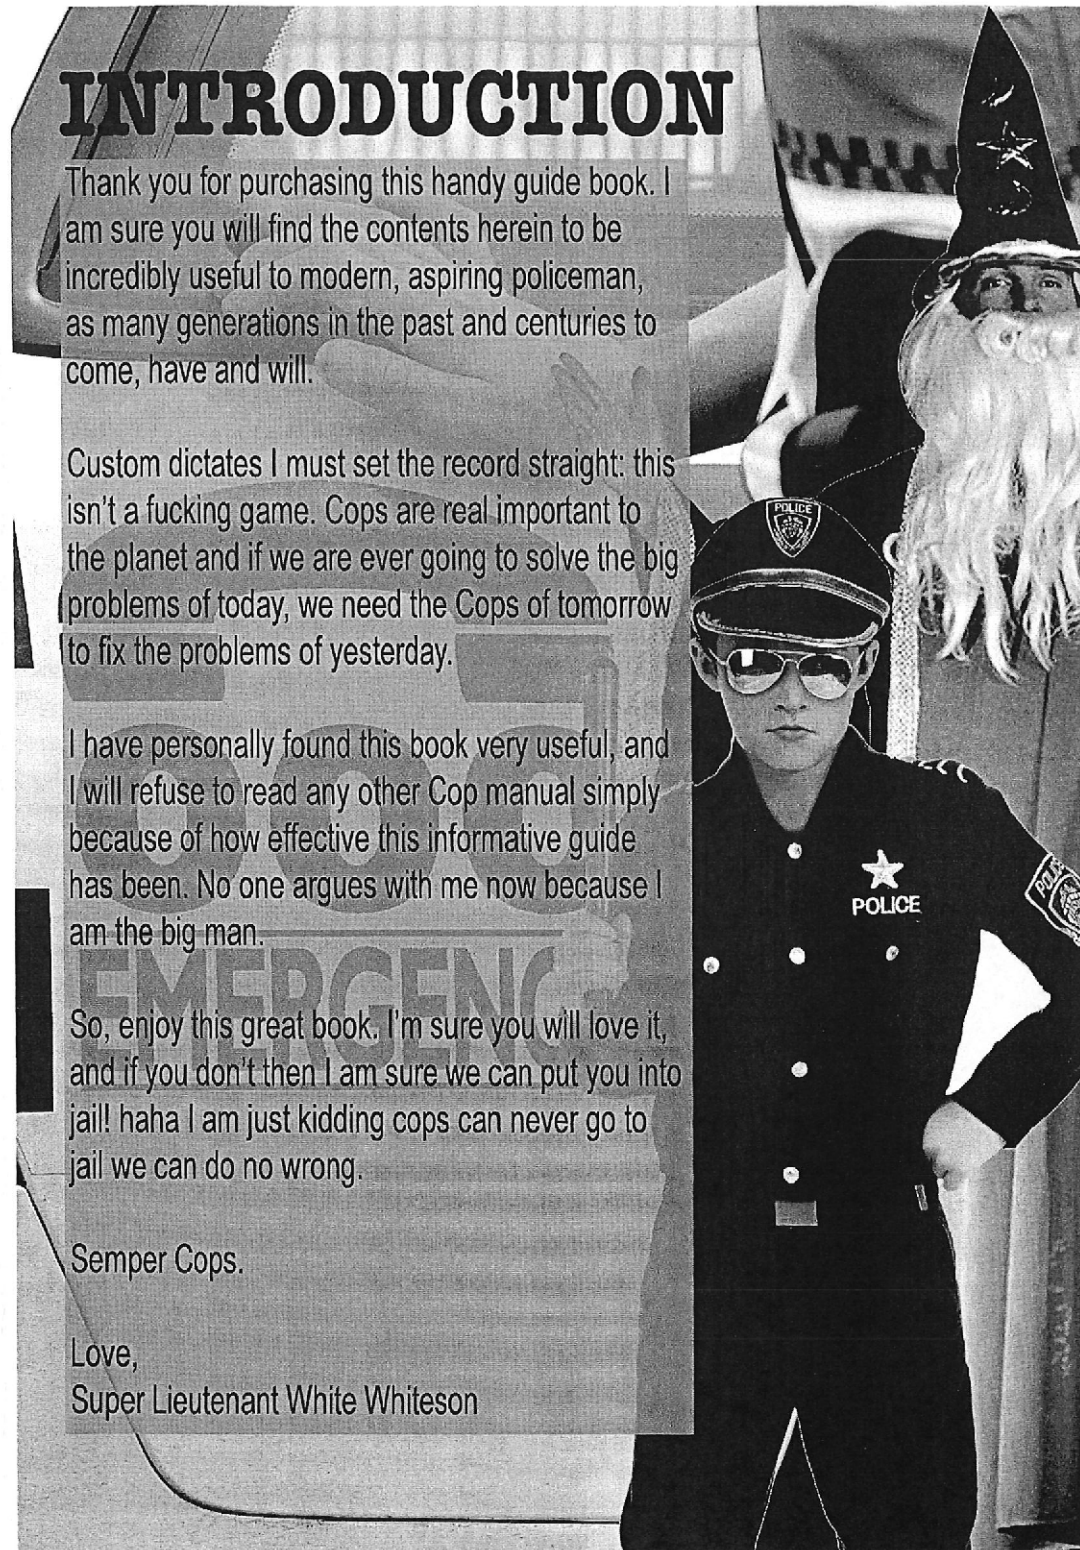 INTRODUCTION
Thank you for purchasing this handy guide book. I
am sure you will find the contents herein to be
incredibly useful to modern, aspiring policeman,
as many generations in the past and centuries to
come, have and will.
Custom dictates I must set the record straight: this
isn't a fucking game. Cops are real important to
the planet and if we are ever going to solve the big
problems of today, we need the Cops of tomorrow
to fix the problems of yesterday.
I have personally found this book very useful, and
I will refuse to read any other Cop manual simply
because of how effective this informative guide
has been. No one argues with me now because I
am the big man.
So, enjoy this great book. I'm sure you will love it,
and if you don't then I am sure we can put you into
jail! haha I am just kidding cops can never go to
jail we can do no wrong.
Semper Cops.
Love,
Super Lieutenant White Whiteson
000
EMERGENC
POLICE
POLICE
POLICE